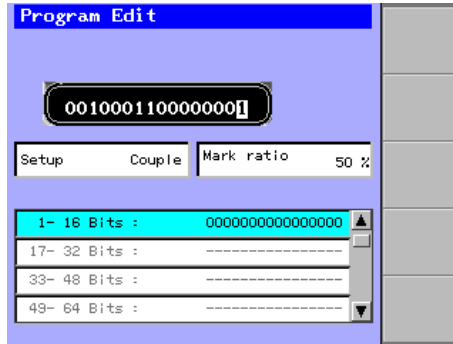 Program Edit
0010001100000001
Setup Couple Mark ratio 50 %
1- 16 Bits : 0000000000000000
17- 32 Bits : ----------------
33- 48 Bits : ----------------
49- 64 Bits : ----------------